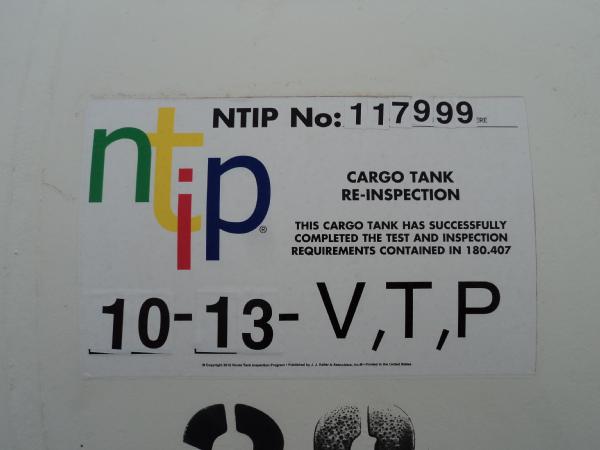 ntip®
NTIP No: 117999
CARGO TANK
RE-INSPECTION
THIS CARGO TANK HAS SUCCESSFULLY
COMPLETED THE TEST AND INSPECTION
REQUIREMENTS CONTAINED IN 180.407
10-13-V,T,P